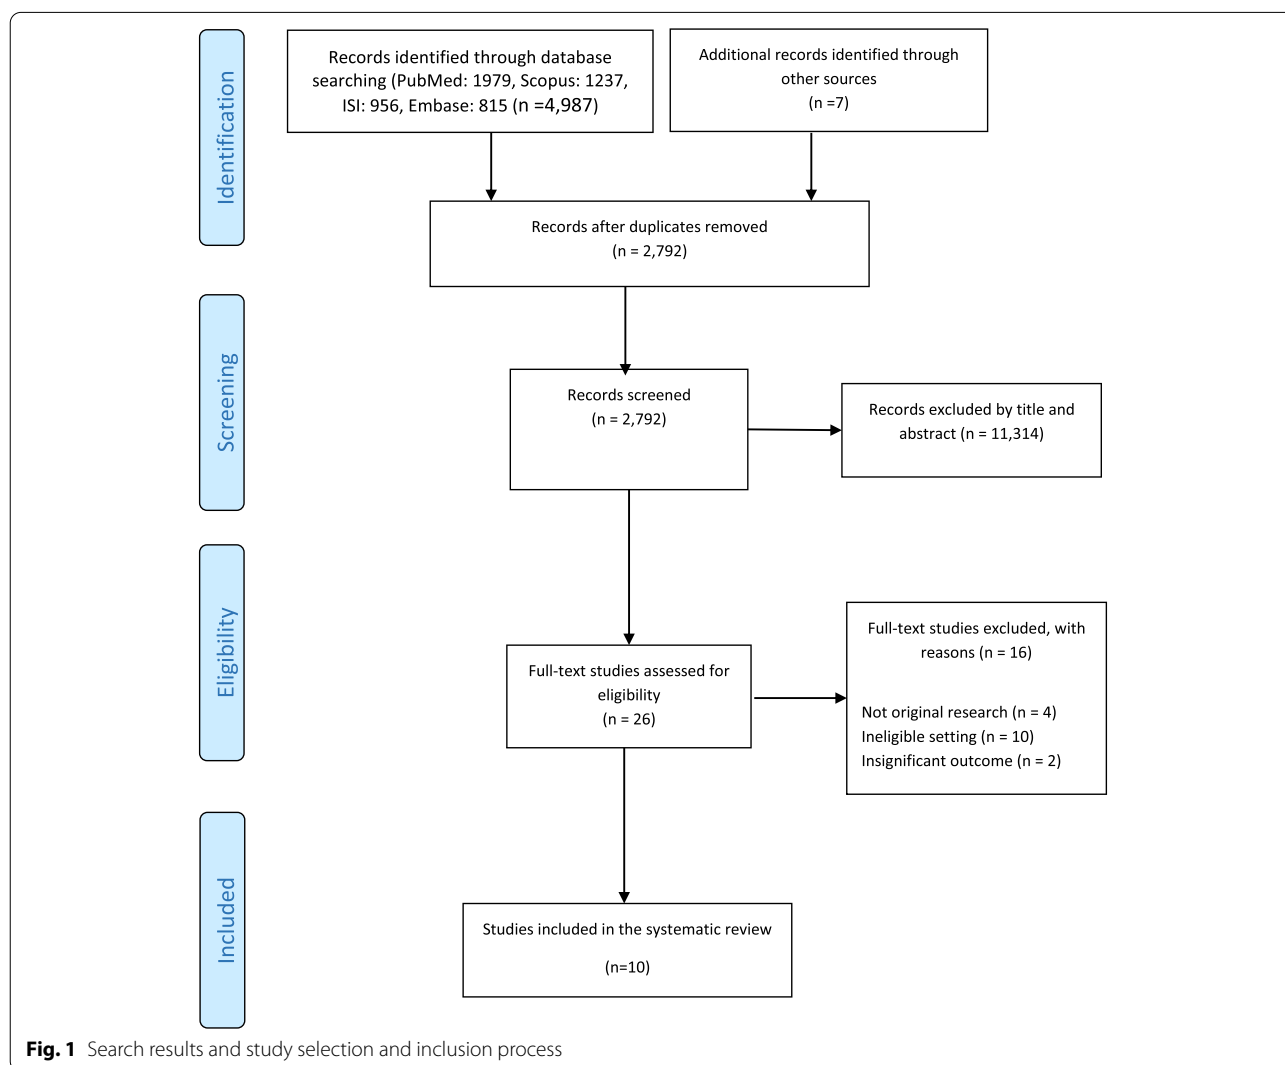 Identification
Records identified through database
searching (PubMed: 1979, Scopus: 1237,
ISI: 956, Embase: 815 (n =4,987)
Additional records identified through
other sources
(n =7)
Records after duplicates removed
(n = 2,792)
Screening
Records screened
(n = 2,792)
Records excluded by title and
abstract (n = 11,314)
Eligibility
Full-text studies assessed for
eligibility
(n = 26)
Full-text studies excluded, with
reasons (n = 16)
Not original research (n = 4)
Ineligible setting (n = 10)
Insignificant outcome (n = 2)
Included
Studies included in the systematic review
(n=10)
Fig. 1 Search results and study selection and inclusion process